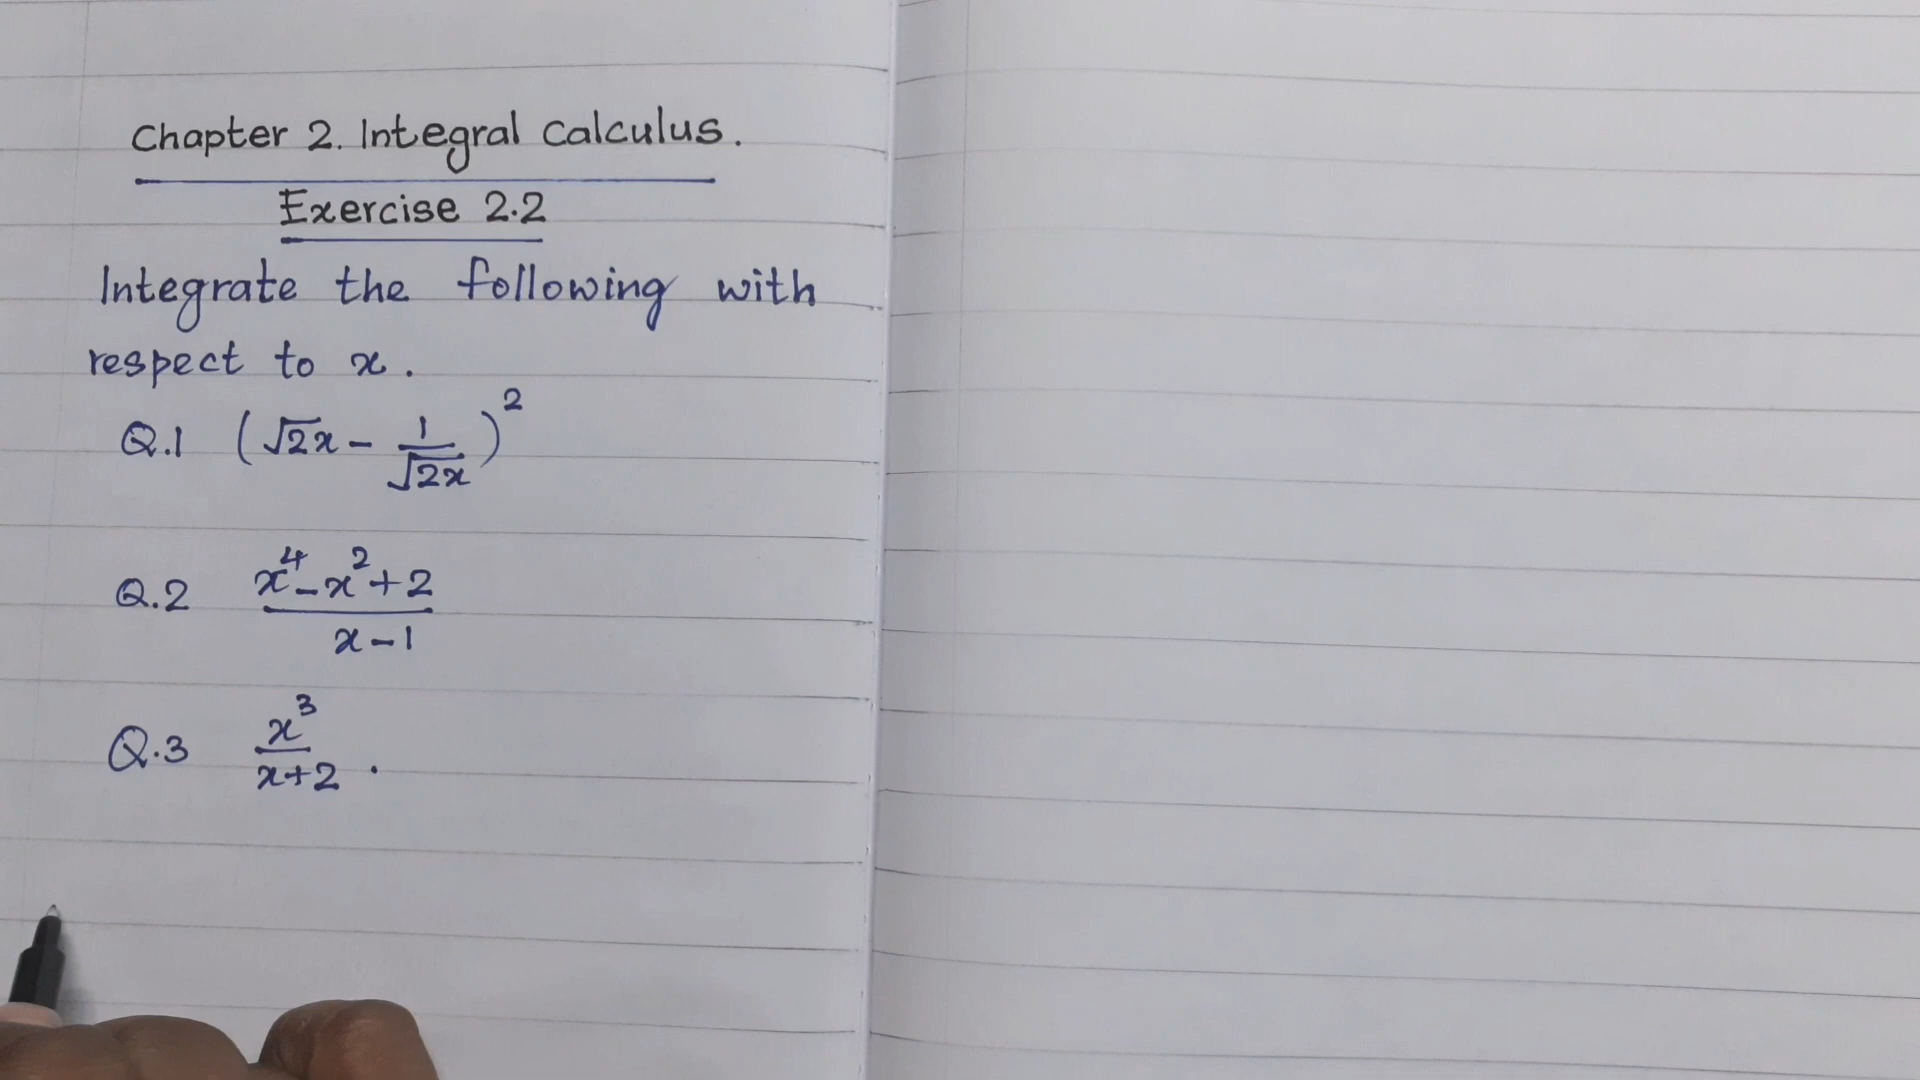 Chapter 2. Integral Calculus.
Exercise 2.2
Integrate the following with
respect to x.
Q.1 (√2x - 1/√2x)²
Q.2 x⁴-x²+2 / x-1
Q.3 x³ / x+2 .